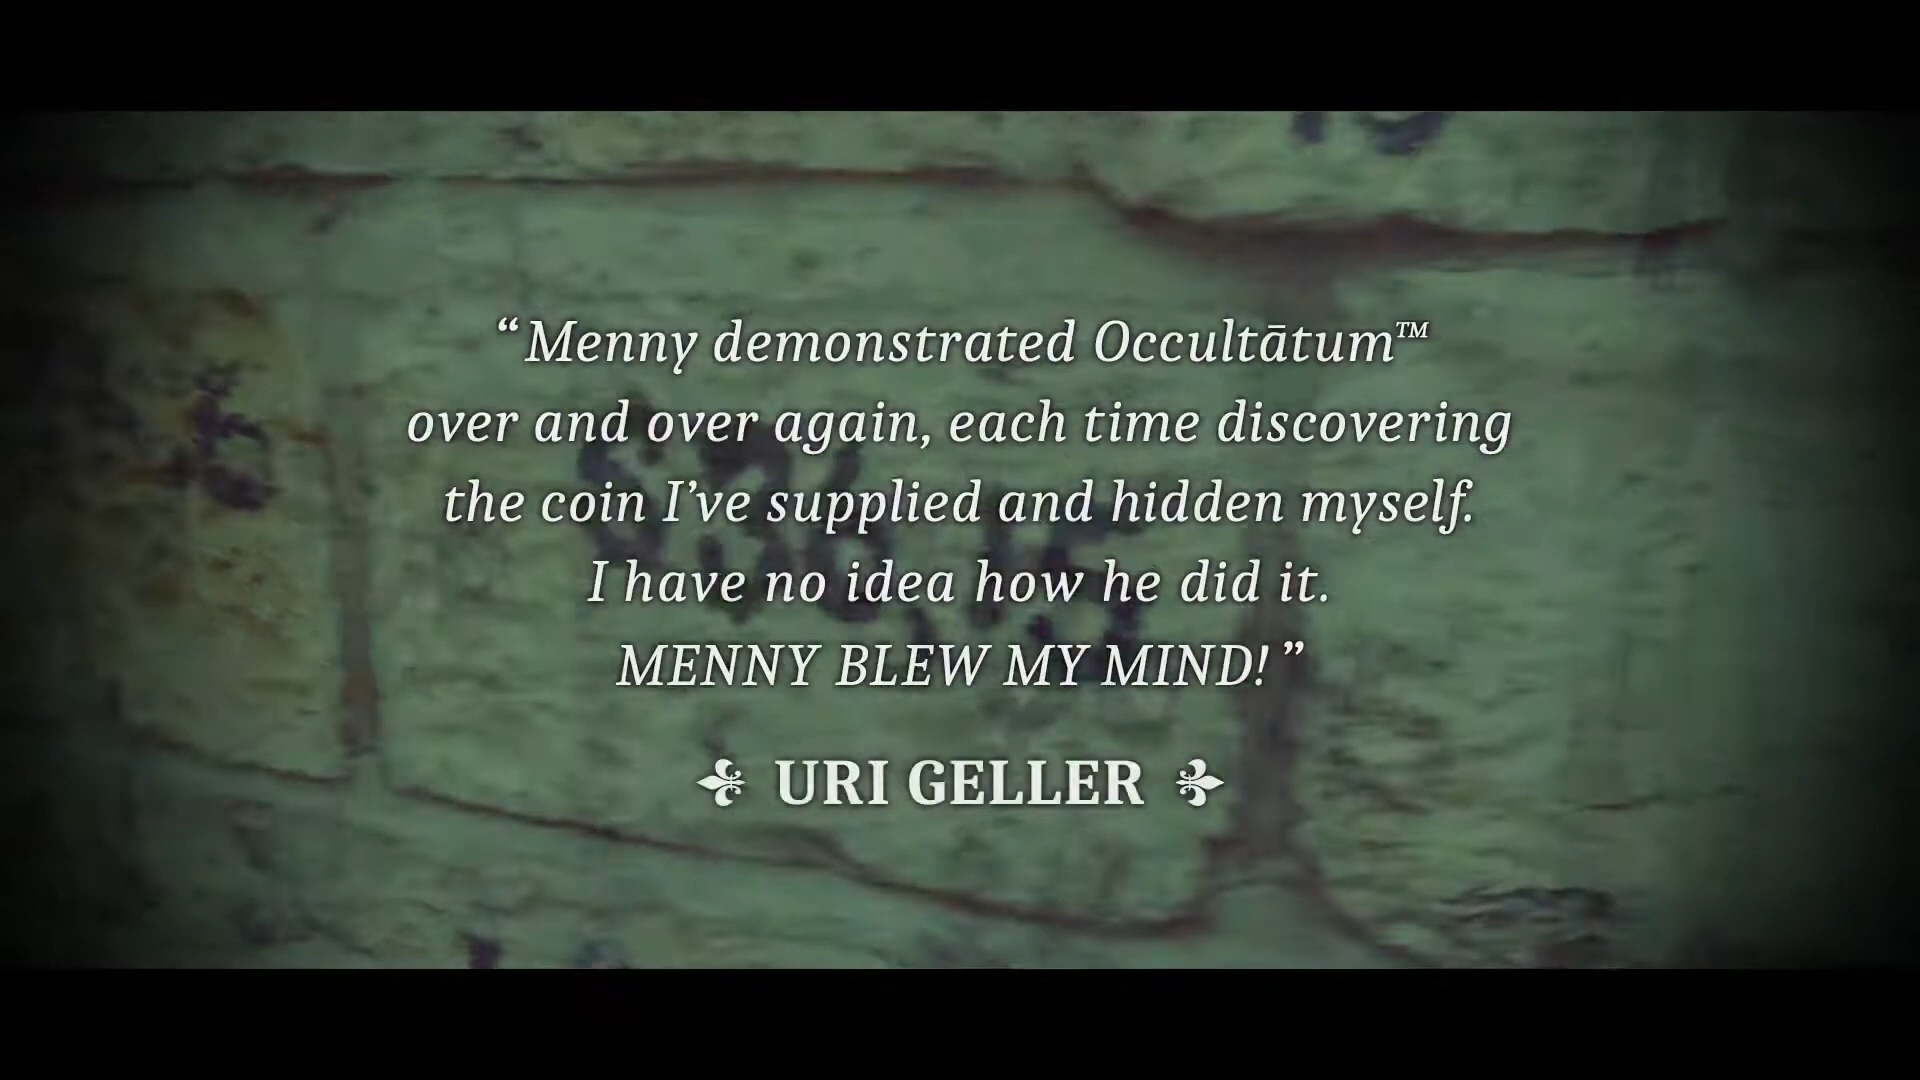 “Menny demonstrated Occultātum™
over and over again, each time discovering
the coin I’ve supplied and hidden myself.
I have no idea how he did it.
MENNY BLEW MY MIND!”
URI GELLER